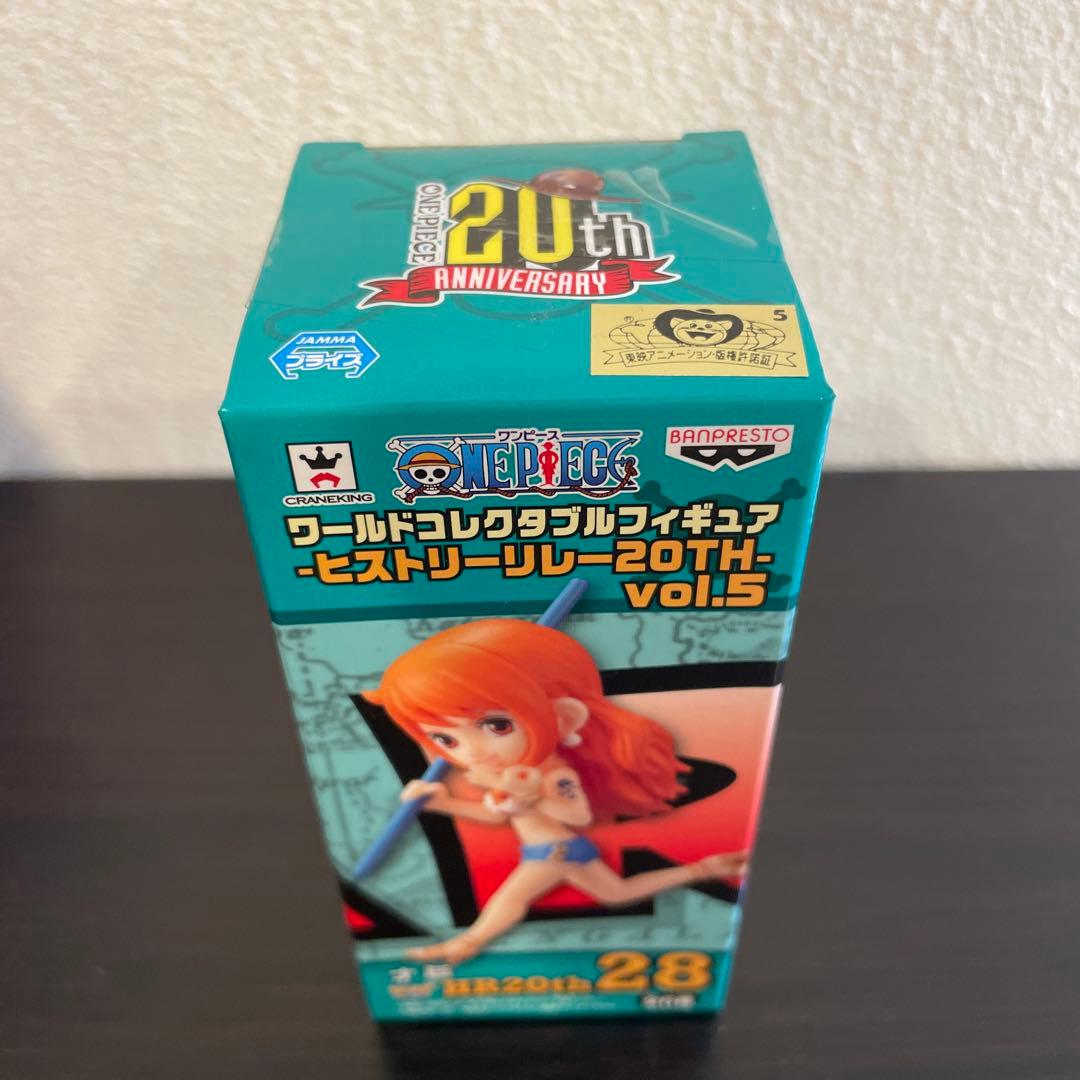 ONE PIECE
20th
ANNIVERSARY
JAMMA
プライズ
5
東映アニメーション・版権許諾証
CRANEKING
ワンピース
ONE PIECE
BANPRESTO
ワールドコレクタブルフィギュア
-ヒストリーリレー20TH-
vol.5
HR20th 28